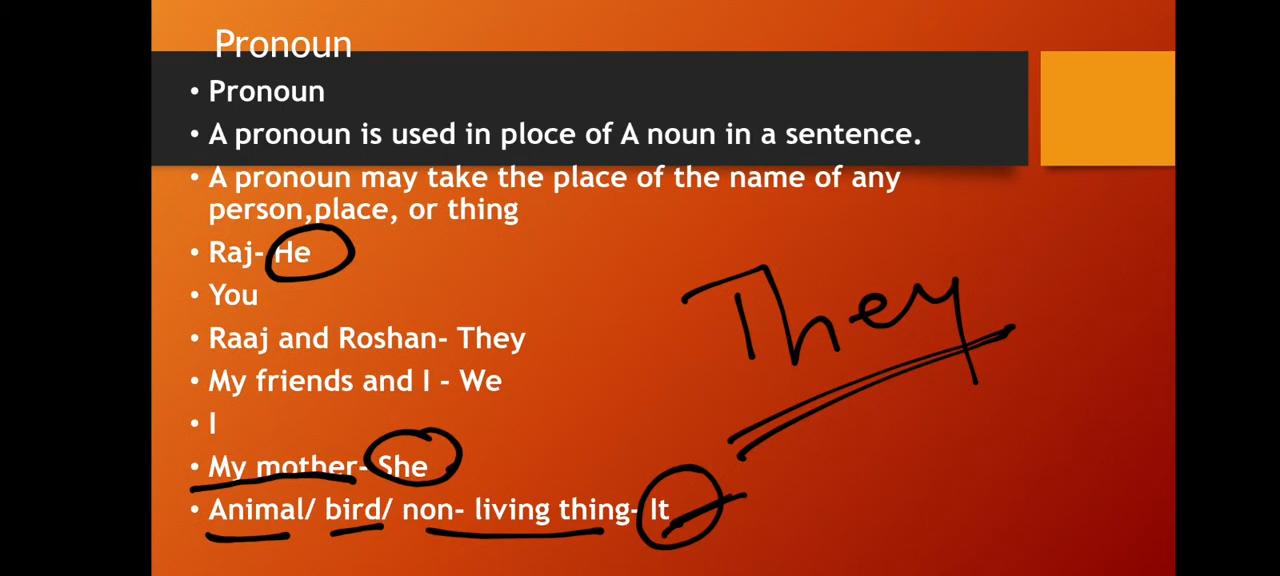 Pronoun
• Pronoun
• A pronoun is used in ploce of A noun in a sentence.
• A pronoun may take the place of the name of any
person,place, or thing
• Raj- He
• You
• Raaj and Roshan- They
• My friends and I - We
• I
• My mother- She
• Animal/ bird/ non- living thing- It
They